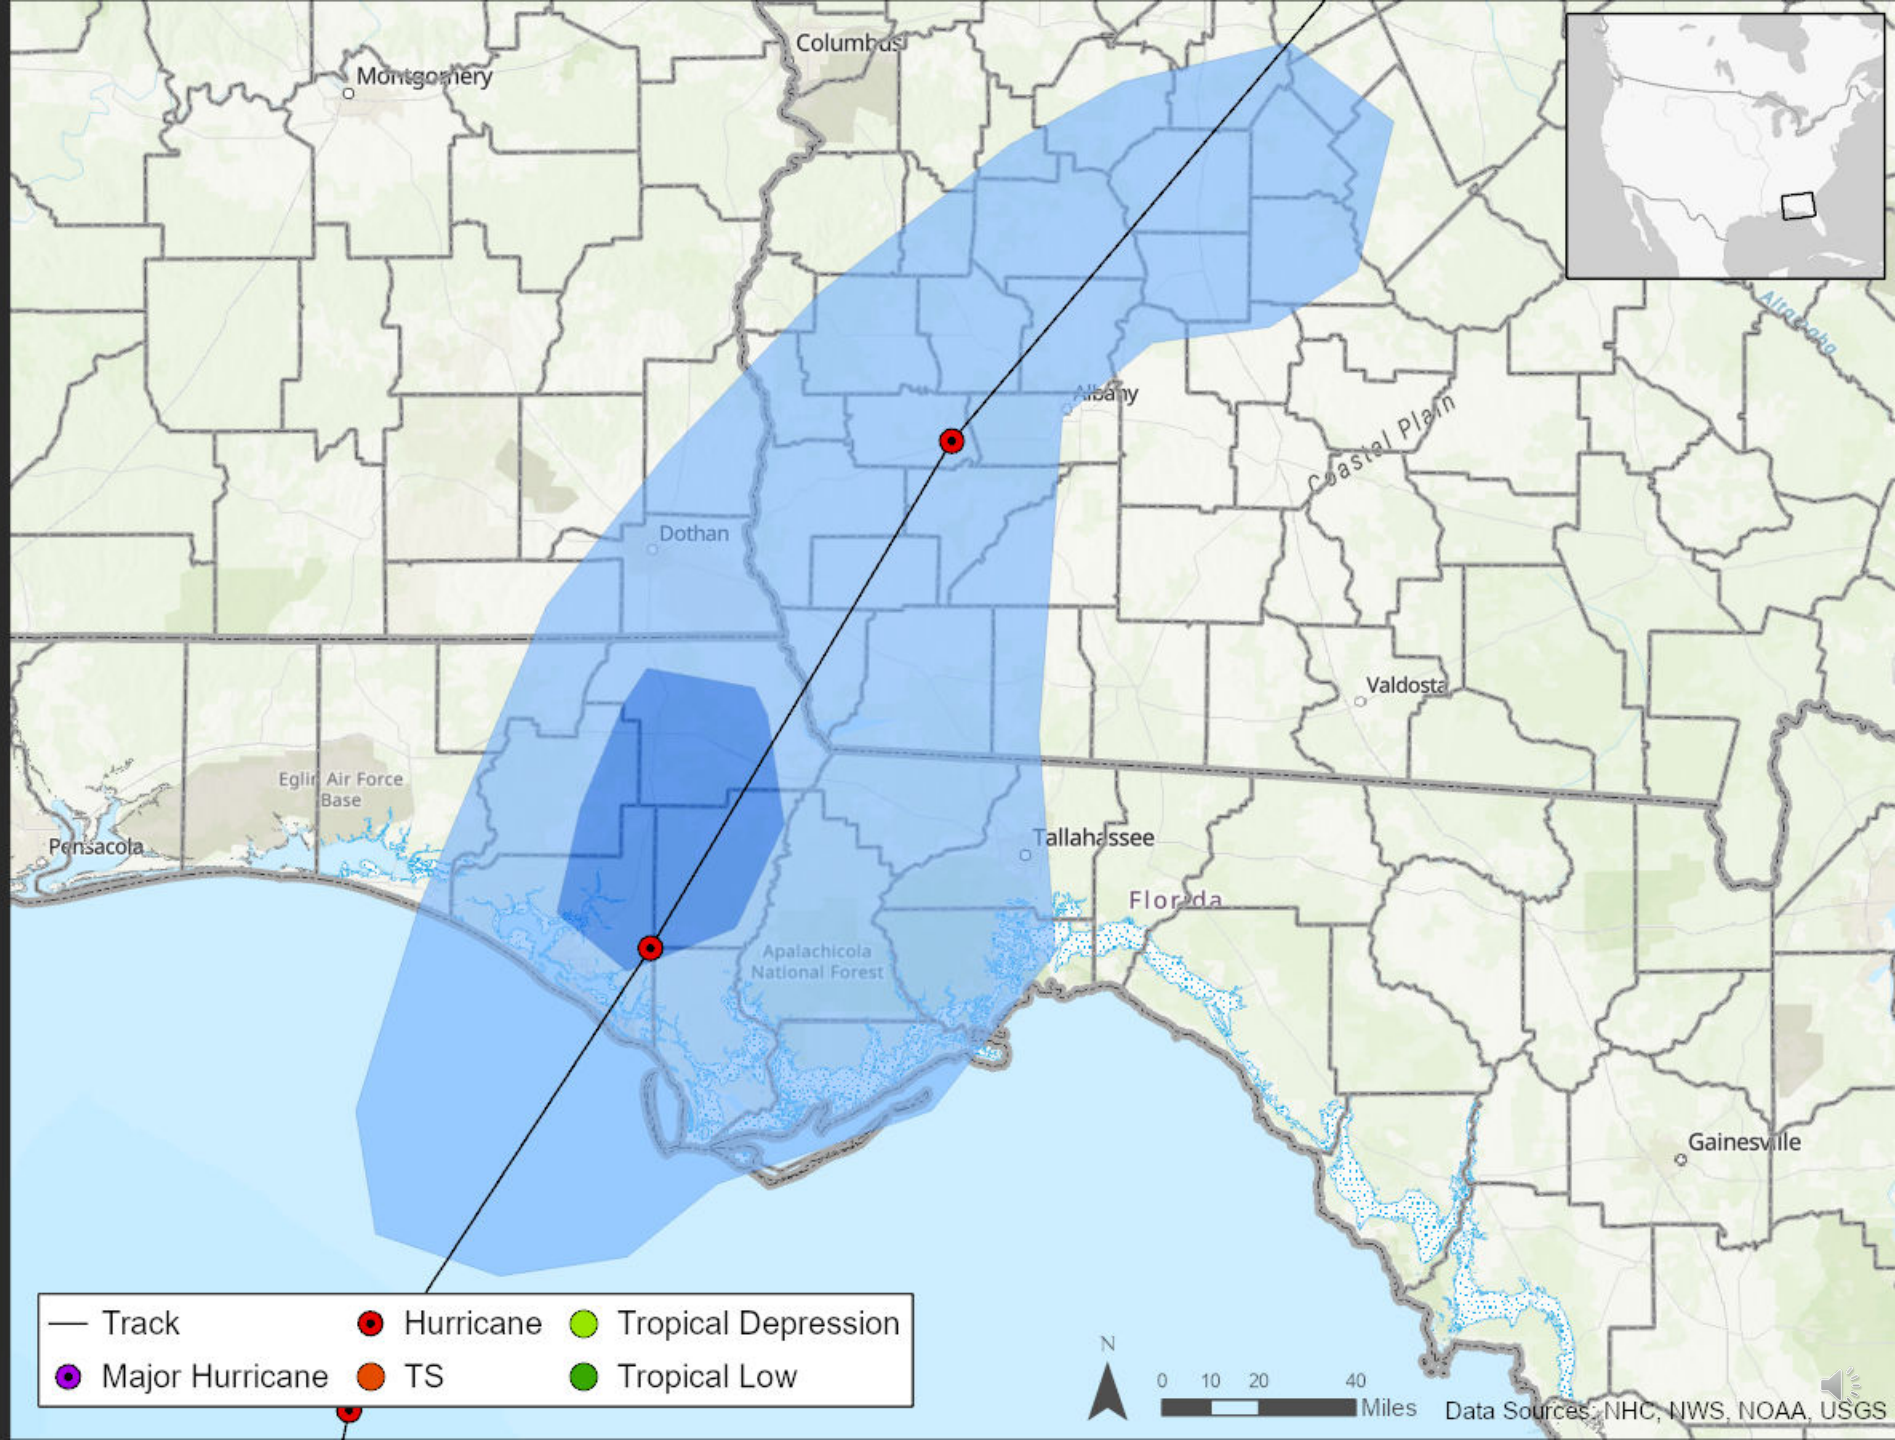 Columbus
Montgomery
Altamaha
Albany
Coastal Plain
Dothan
Valdosta
Eglin Air Force
Base
Pensacola
Tallahassee
Florida
Apalachicola
National Forest
Gainesville
Track
Hurricane
Tropical Depression
Major Hurricane
TS
Tropical Low
N
0 10 20 40
Miles
Data Sources: NHC, NWS, NOAA, USGS